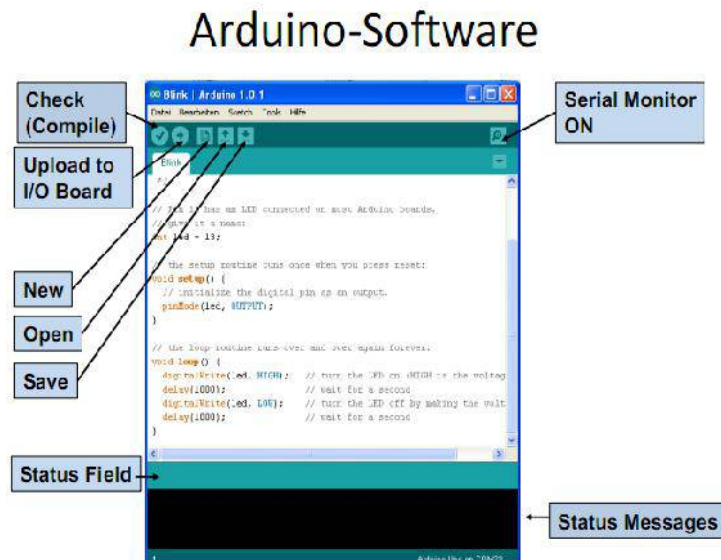 Arduino-Software
Check
(Compile)
Upload to
I/O Board
New
Open
Save
Status Field
Serial Monitor
ON
Status Messages
Blink | Arduino 1.0.1
Datei Bearbeiten Sketch Tools Hilfe
Blink
*/
// Pin 13 has an LED connected on most Arduino boards.
// give it a name:
int led = 13;
// the setup routine runs once when you press reset:
void setup() {
// initialize the digital pin as an output.
pinMode(led, OUTPUT);
}
// the loop routine runs over and over again forever:
void loop() {
digitalWrite(led, HIGH); // turn the LED on (HIGH is the voltag
delay(1000); // wait for a second
digitalWrite(led, LOW); // turn the LED off by making the volt
delay(1000); // wait for a second
}
1
Arduino Uno on